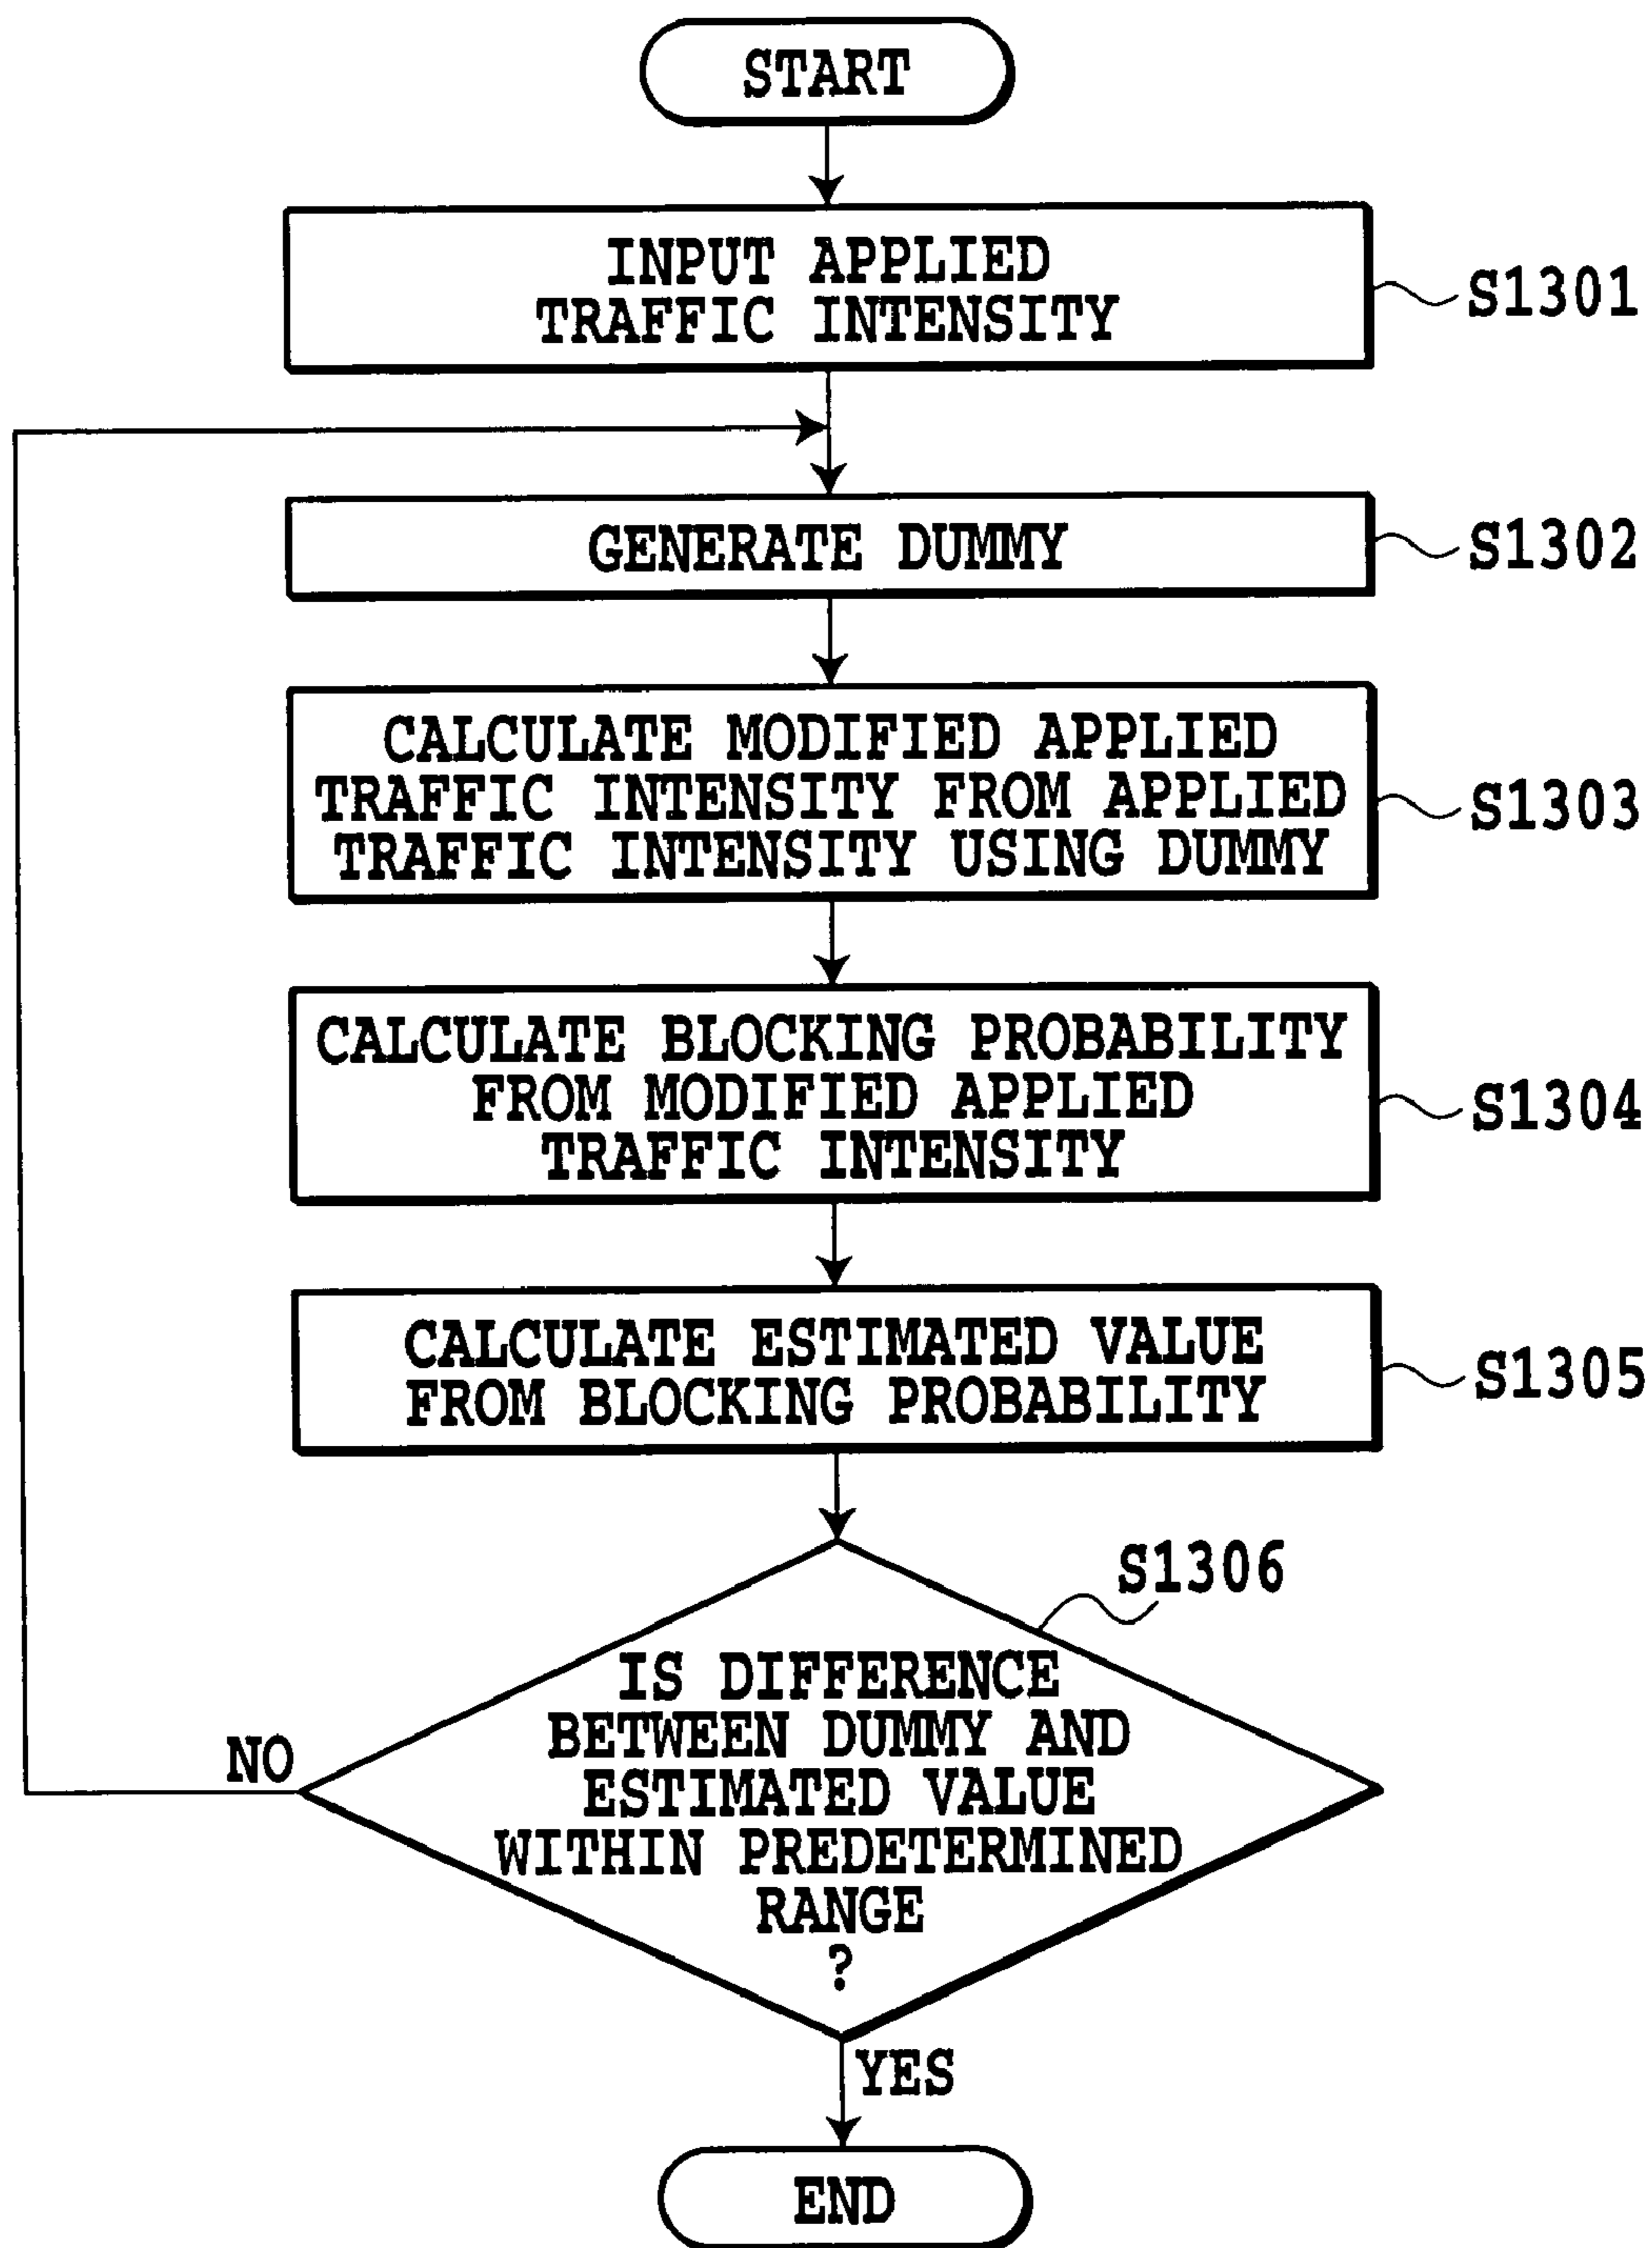 START
INPUT APPLIED
TRAFFIC INTENSITY
S1301
GENERATE DUMMY
S1302
CALCULATE MODIFIED APPLIED
TRAFFIC INTENSITY FROM APPLIED
TRAFFIC INTENSITY USING DUMMY
S1303
CALCULATE BLOCKING PROBABILITY
FROM MODIFIED APPLIED
TRAFFIC INTENSITY
S1304
CALCULATE ESTIMATED VALUE
FROM BLOCKING PROBABILITY
S1305
S1306
IS DIFFERENCE
BETWEEN DUMMY AND
ESTIMATED VALUE
WITHIN PREDETERMINED
RANGE
?
NO
YES
END